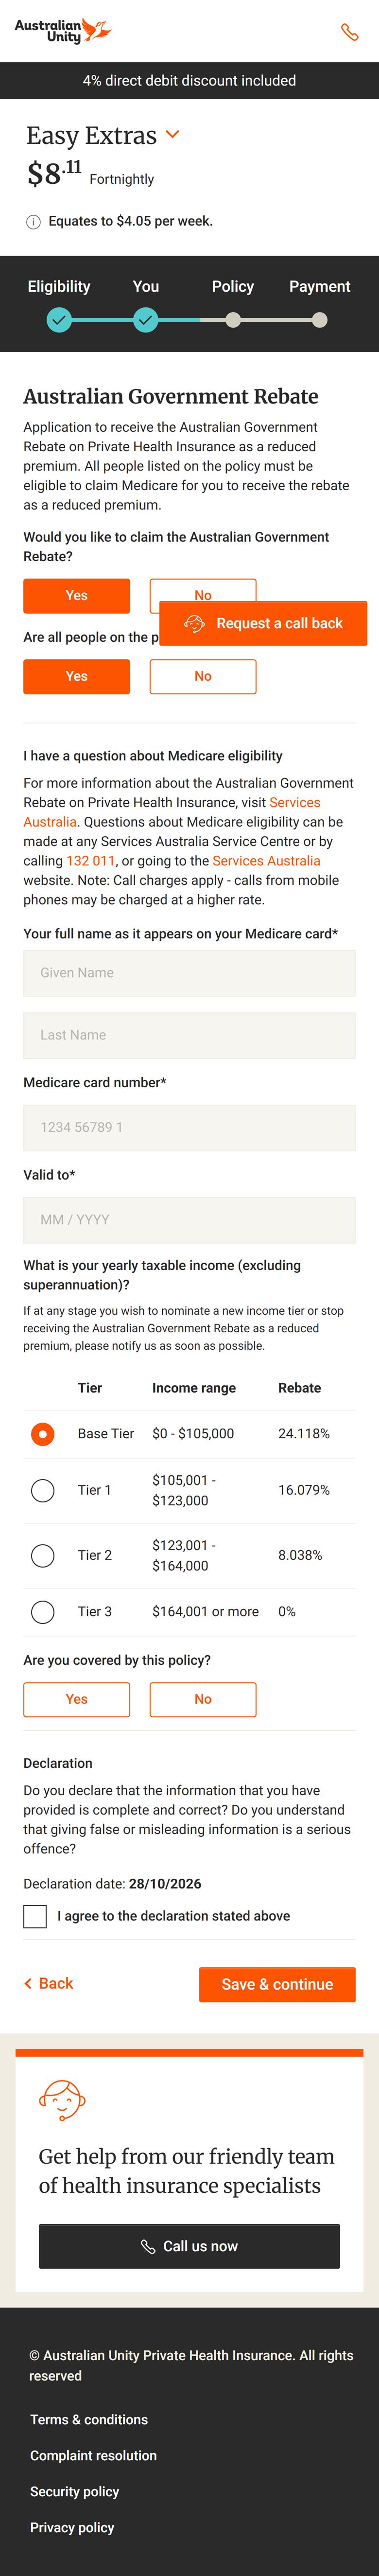 Australian
Unity
4% direct debit discount included
Easy Extras
$8.11 Fortnightly
Equates to $4.05 per week.
Eligibility You Policy Payment
Australian Government Rebate
Application to receive the Australian Government
Rebate on Private Health Insurance as a reduced
premium. All people listed on the policy must be
eligible to claim Medicare for you to receive the rebate
as a reduced premium.
Would you like to claim the Australian Government
Rebate?
Yes No
Request a call back
Are all people on the p
Yes No
I have a question about Medicare eligibility
For more information about the Australian Government
Rebate on Private Health Insurance, visit Services
Australia. Questions about Medicare eligibility can be
made at any Services Australia Service Centre or by
calling 132 011, or going to the Services Australia
website. Note: Call charges apply - calls from mobile
phones may be charged at a higher rate.
Your full name as it appears on your Medicare card*
Given Name
Last Name
Medicare card number*
1234 56789 1
Valid to*
MM / YYYY
What is your yearly taxable income (excluding
superannuation)?
If at any stage you wish to nominate a new income tier or stop
receiving the Australian Government Rebate as a reduced
premium, please notify us as soon as possible.
Tier Income range Rebate
Base Tier $0 - $105,000 24.118%
Tier 1 $105,001 - $123,000 16.079%
Tier 2 $123,001 - $164,000 8.038%
Tier 3 $164,001 or more 0%
Are you covered by this policy?
Yes No
Declaration
Do you declare that the information that you have
provided is complete and correct? Do you understand
that giving false or misleading information is a serious
offence?
Declaration date: 28/10/2026
I agree to the declaration stated above
Back Save & continue
Get help from our friendly team
of health insurance specialists
Call us now
© Australian Unity Private Health Insurance. All rights
reserved
Terms & conditions
Complaint resolution
Security policy
Privacy policy